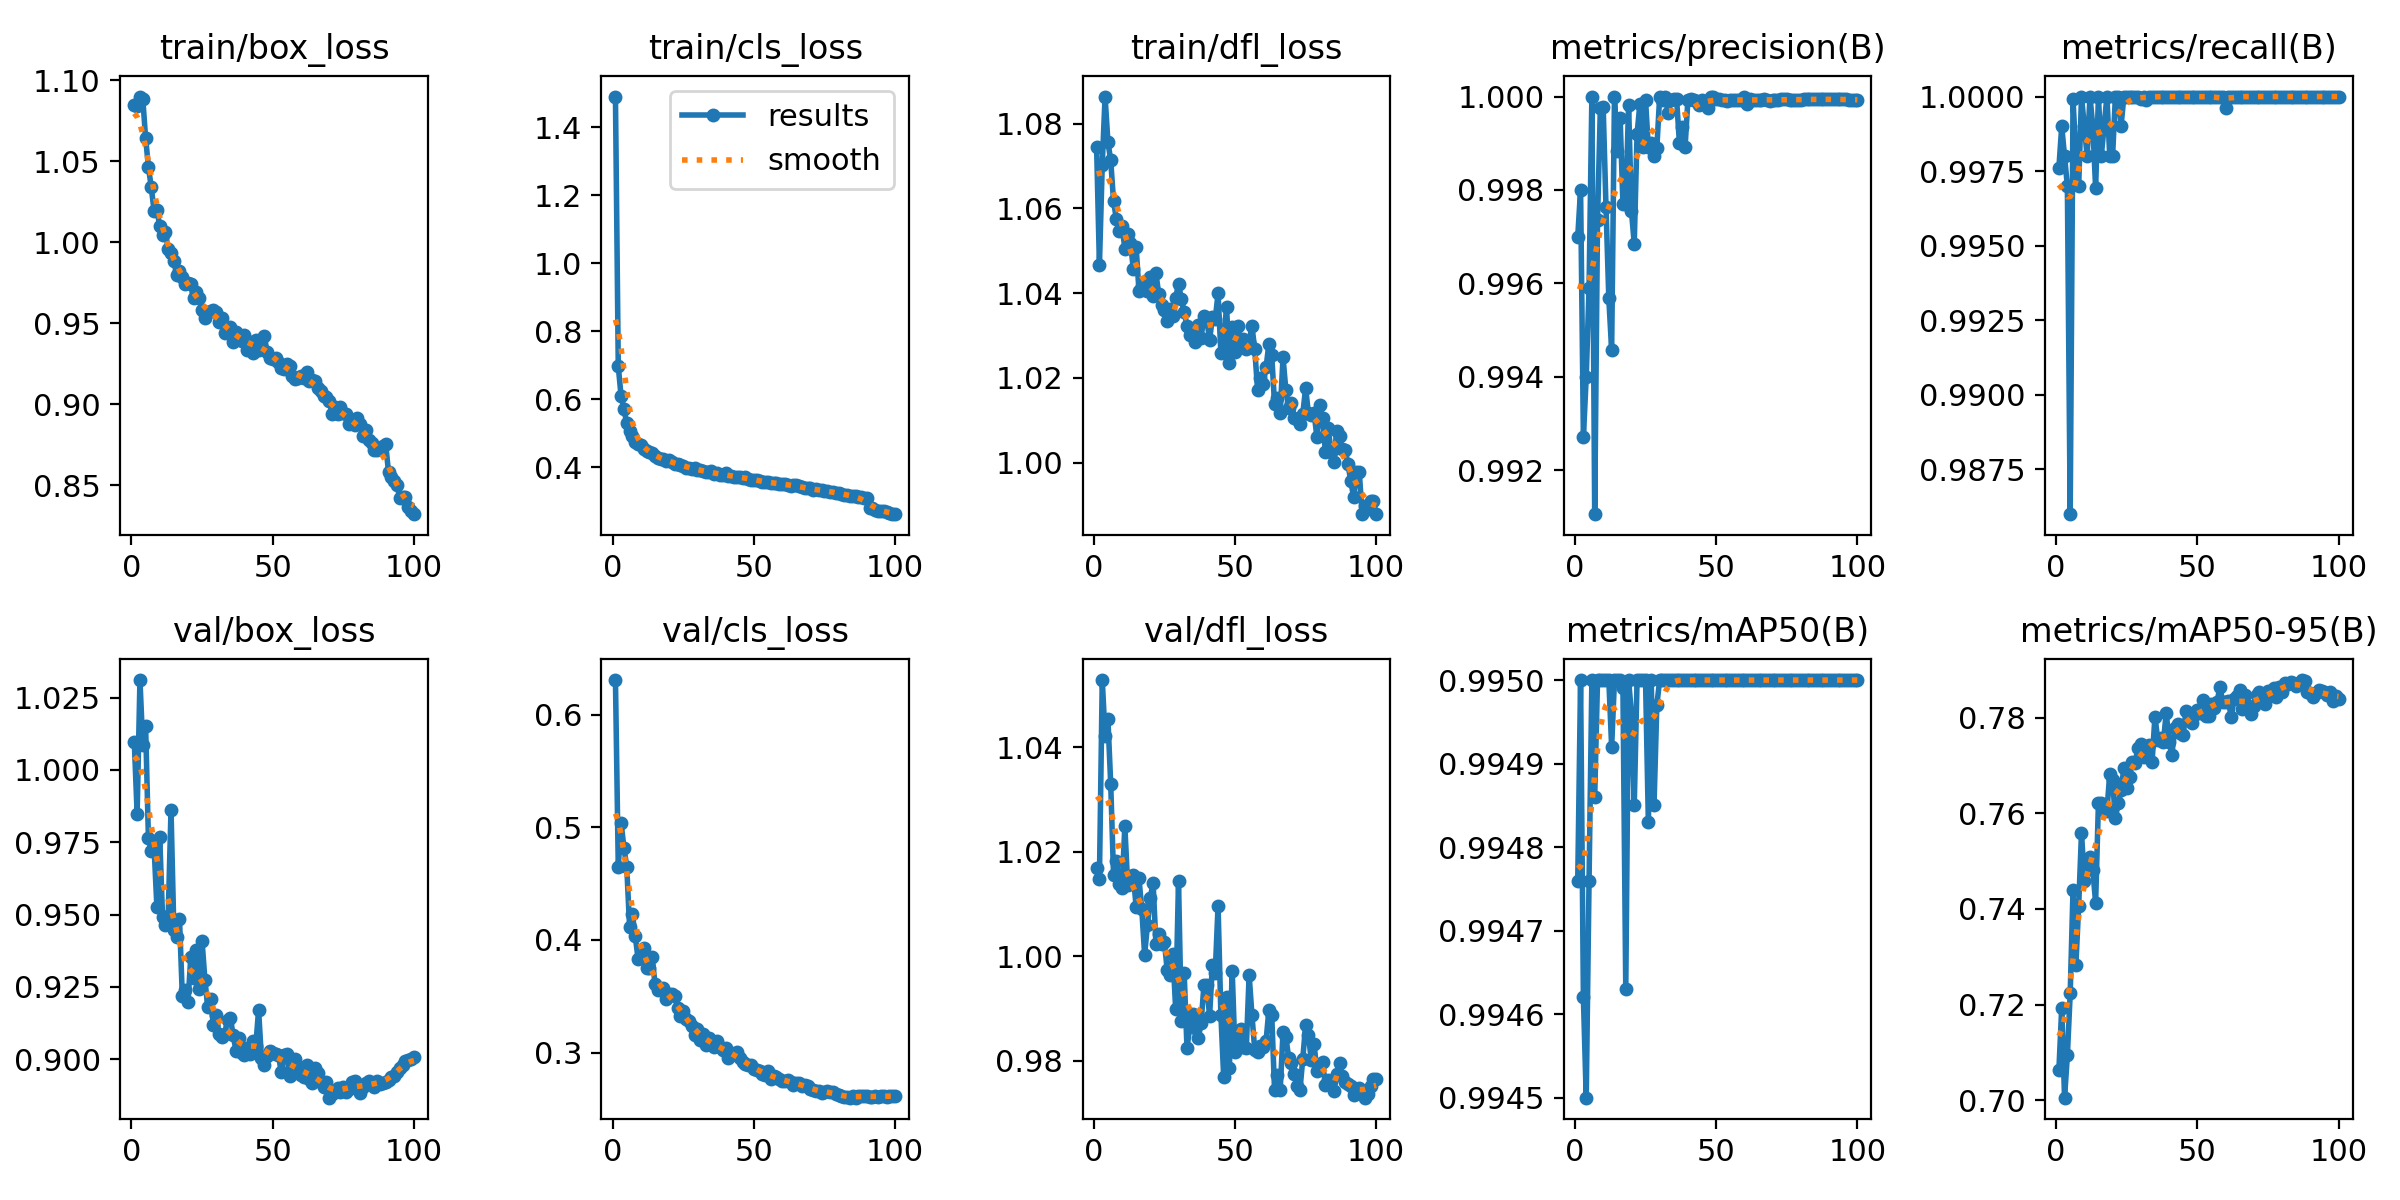 train/box_loss
1.10
1.05
1.00
0.95
0.90
0.85
0 50 100
train/cls_loss
results
smooth
1.4
1.2
1.0
0.8
0.6
0.4
0 50 100
train/dfl_loss
1.08
1.06
1.04
1.02
1.00
0 50 100
metrics/precision(B)
1.000
0.998
0.996
0.994
0.992
0 50 100
metrics/recall(B)
1.0000
0.9975
0.9950
0.9925
0.9900
0.9875
0 50 100
val/box_loss
1.025
1.000
0.975
0.950
0.925
0.900
0 50 100
val/cls_loss
0.6
0.5
0.4
0.3
0 50 100
val/dfl_loss
1.04
1.02
1.00
0.98
0 50 100
metrics/mAP50(B)
0.9950
0.9949
0.9948
0.9947
0.9946
0.9945
0 50 100
metrics/mAP50-95(B)
0.78
0.76
0.74
0.72
0.70
0 50 100